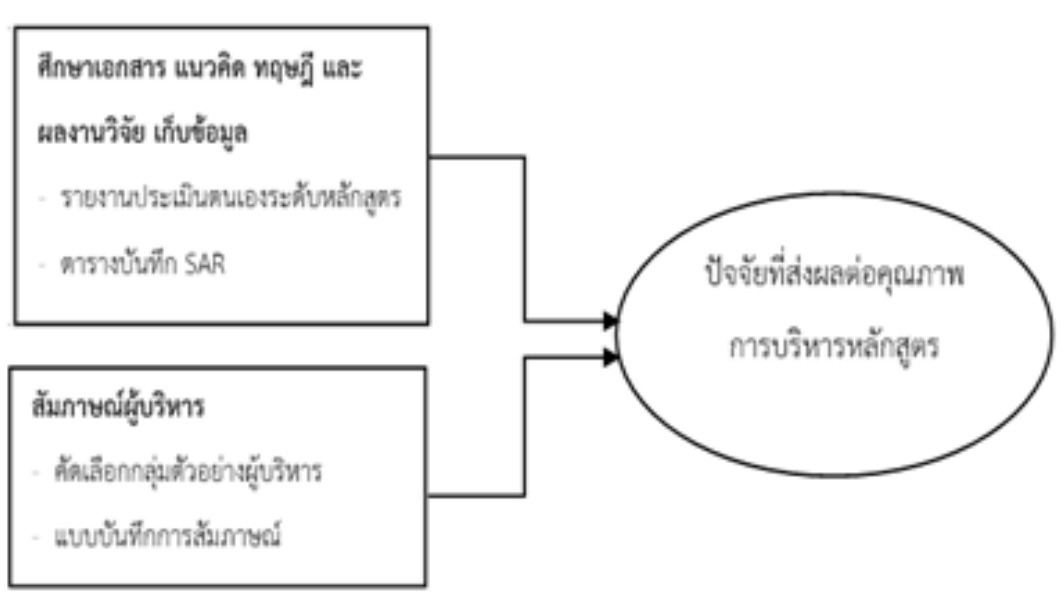 ศึกษาเอกสาร แนวคิด ทฤษฎี และ
ผลงานวิจัย เก็บข้อมูล
- รายงานประเมินตนเองระดับหลักสูตร
- ตารางบันทึก SAR
สัมภาษณ์ผู้บริหาร
- คัดเลือกกลุ่มตัวอย่างผู้บริหาร
- แบบบันทึกการสัมภาษณ์
ปัจจัยที่ส่งผลต่อคุณภาพ
การบริหารหลักสูตร